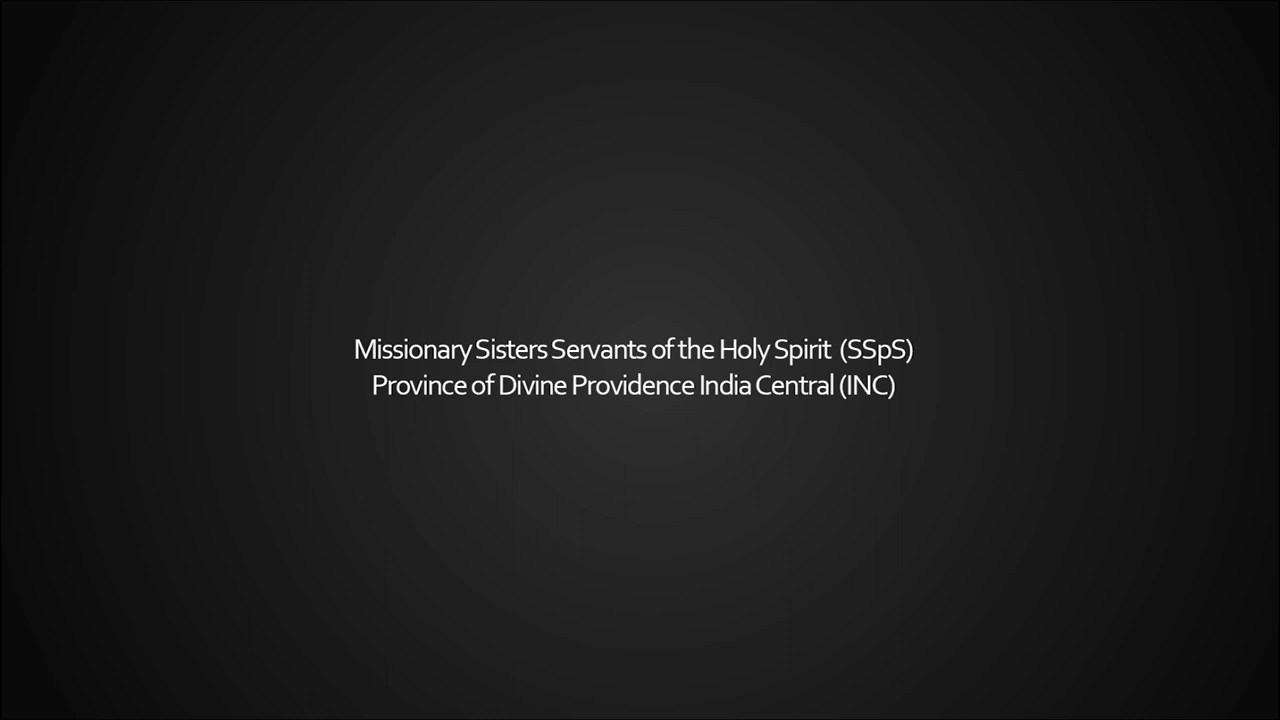 Missionary Sisters Servants of the Holy Spirit (SSpS)
Province of Divine Providence India Central (INC)